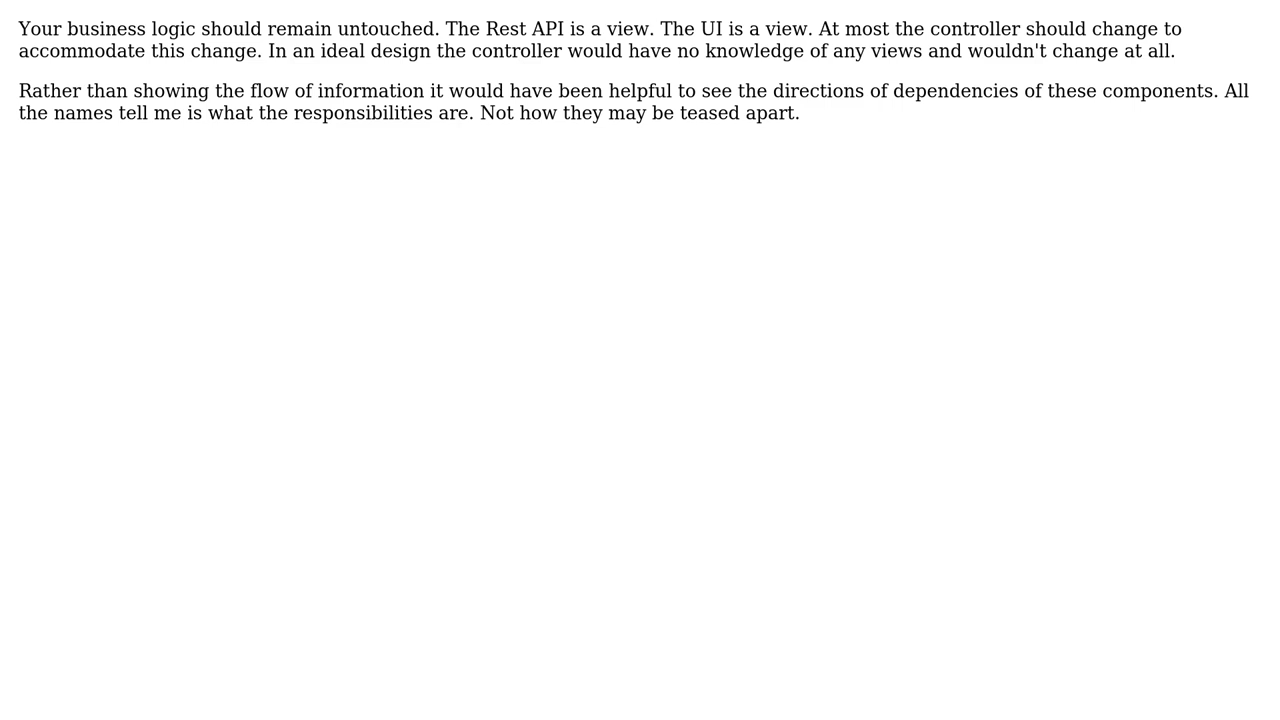 Your business logic should remain untouched. The Rest API is a view. The UI is a view. At most the controller should change to
accommodate this change. In an ideal design the controller would have no knowledge of any views and wouldn't change at all.
Rather than showing the flow of information it would have been helpful to see the directions of dependencies of these components. All
the names tell me is what the responsibilities are. Not how they may be teased apart.